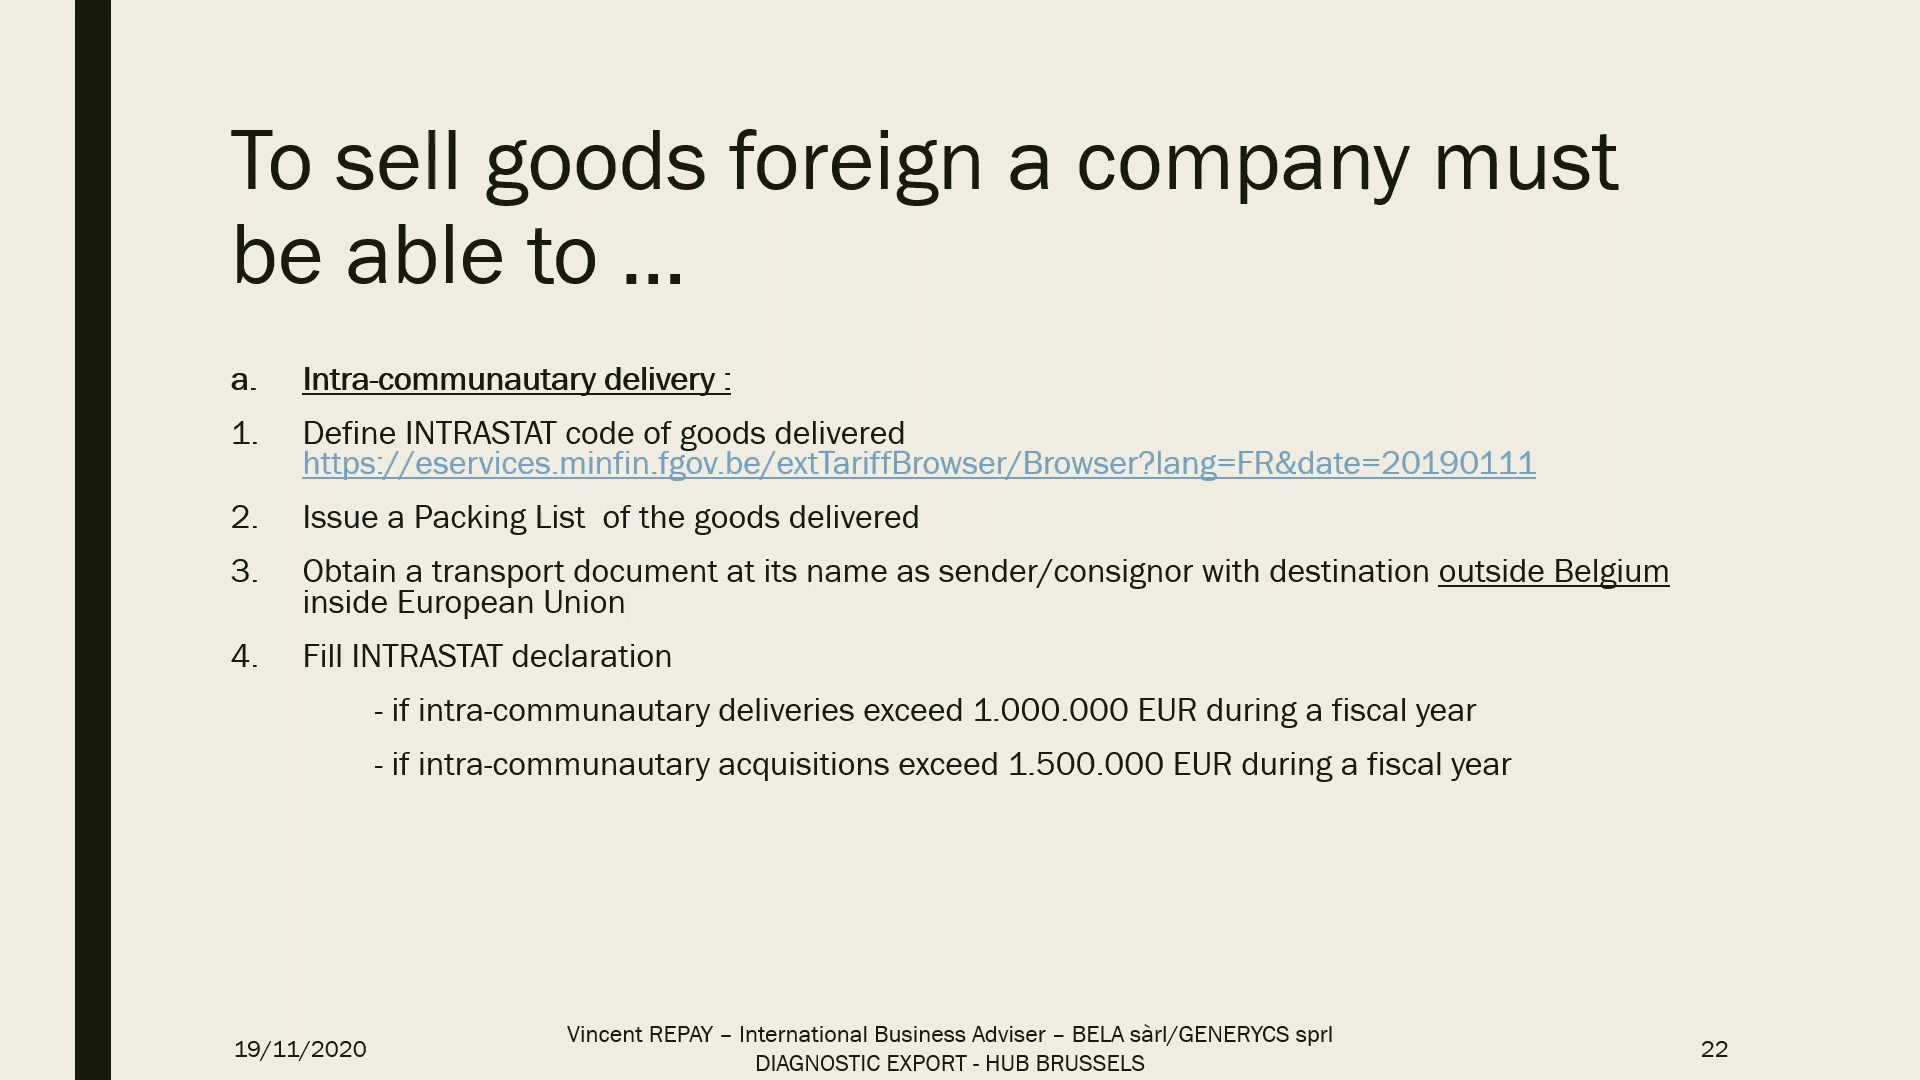 To sell goods foreign a company must
be able to ...
a. Intra-communautary delivery :
1. Define INTRASTAT code of goods delivered
https://eservices.minfin.fgov.be/extTariffBrowser/Browser?lang=FR&date=20190111
2. Issue a Packing List  of the goods delivered
3. Obtain a transport document at its name as sender/consignor with destination outside Belgium
inside European Union
4. Fill INTRASTAT declaration
- if intra-communautary deliveries exceed 1.000.000 EUR during a fiscal year
- if intra-communautary acquisitions exceed 1.500.000 EUR during a fiscal year
19/11/2020
Vincent REPAY – International Business Adviser – BELA sàrl/GENERYCS sprl
DIAGNOSTIC EXPORT - HUB BRUSSELS
22